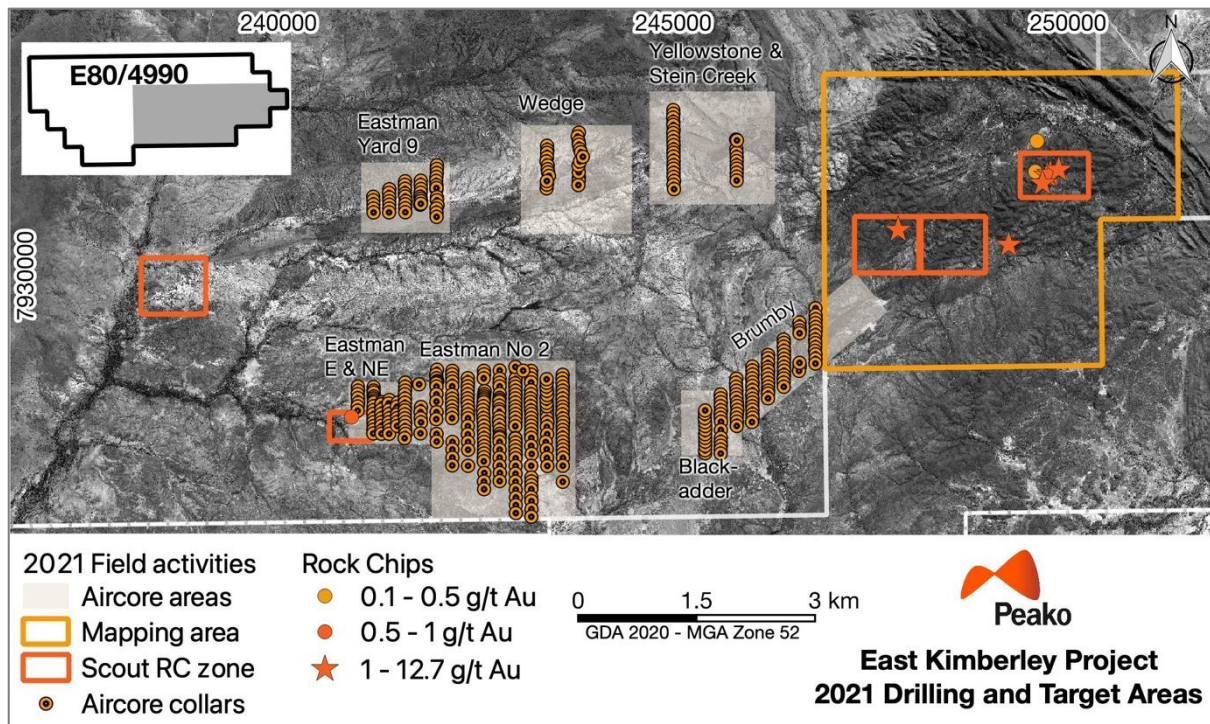 240000
245000
250000
N
E80/4990
Yellowstone &
Stein Creek
Wedge
Eastman
Yard 9
7930000
Brumby
Eastman
E & NE
Eastman No 2
Black-
adder
2021 Field activities
Aircore areas
Mapping area
Scout RC zone
Aircore collars
Rock Chips
0.1 - 0.5 g/t Au
0.5 - 1 g/t Au
1 - 12.7 g/t Au
0 1.5 3 km
GDA 2020 - MGA Zone 52
Peako
East Kimberley Project
2021 Drilling and Target Areas